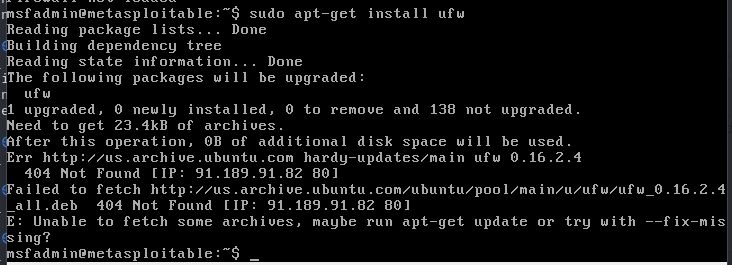 msfadmin@metasploitable:~$ sudo apt-get install ufw
Reading package lists... Done
Building dependency tree
Reading state information... Done
The following packages will be upgraded:
  ufw
1 upgraded, 0 newly installed, 0 to remove and 138 not upgraded.
Need to get 23.4kB of archives.
After this operation, 0B of additional disk space will be used.
Err http://us.archive.ubuntu.com hardy-updates/main ufw 0.16.2.4
  404 Not Found [IP: 91.189.91.82 80]
Failed to fetch http://us.archive.ubuntu.com/ubuntu/pool/main/u/ufw/ufw_0.16.2.4
_all.deb  404 Not Found [IP: 91.189.91.82 80]
E: Unable to fetch some archives, maybe run apt-get update or try with --fix-mis
sing?
msfadmin@metasploitable:~$ _